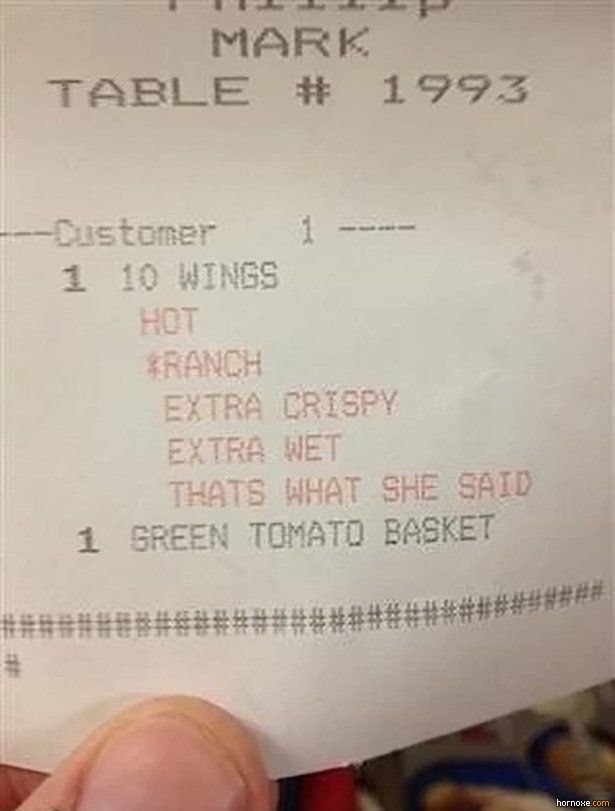 Phillip
MARK
TABLE # 1993
---Customer 1 ----
1 10 WINGS
HOT
*RANCH
EXTRA CRISPY
EXTRA WET
THATS WHAT SHE SAID
1 GREEN TOMATO BASKET
################################
#
hornoxe.com